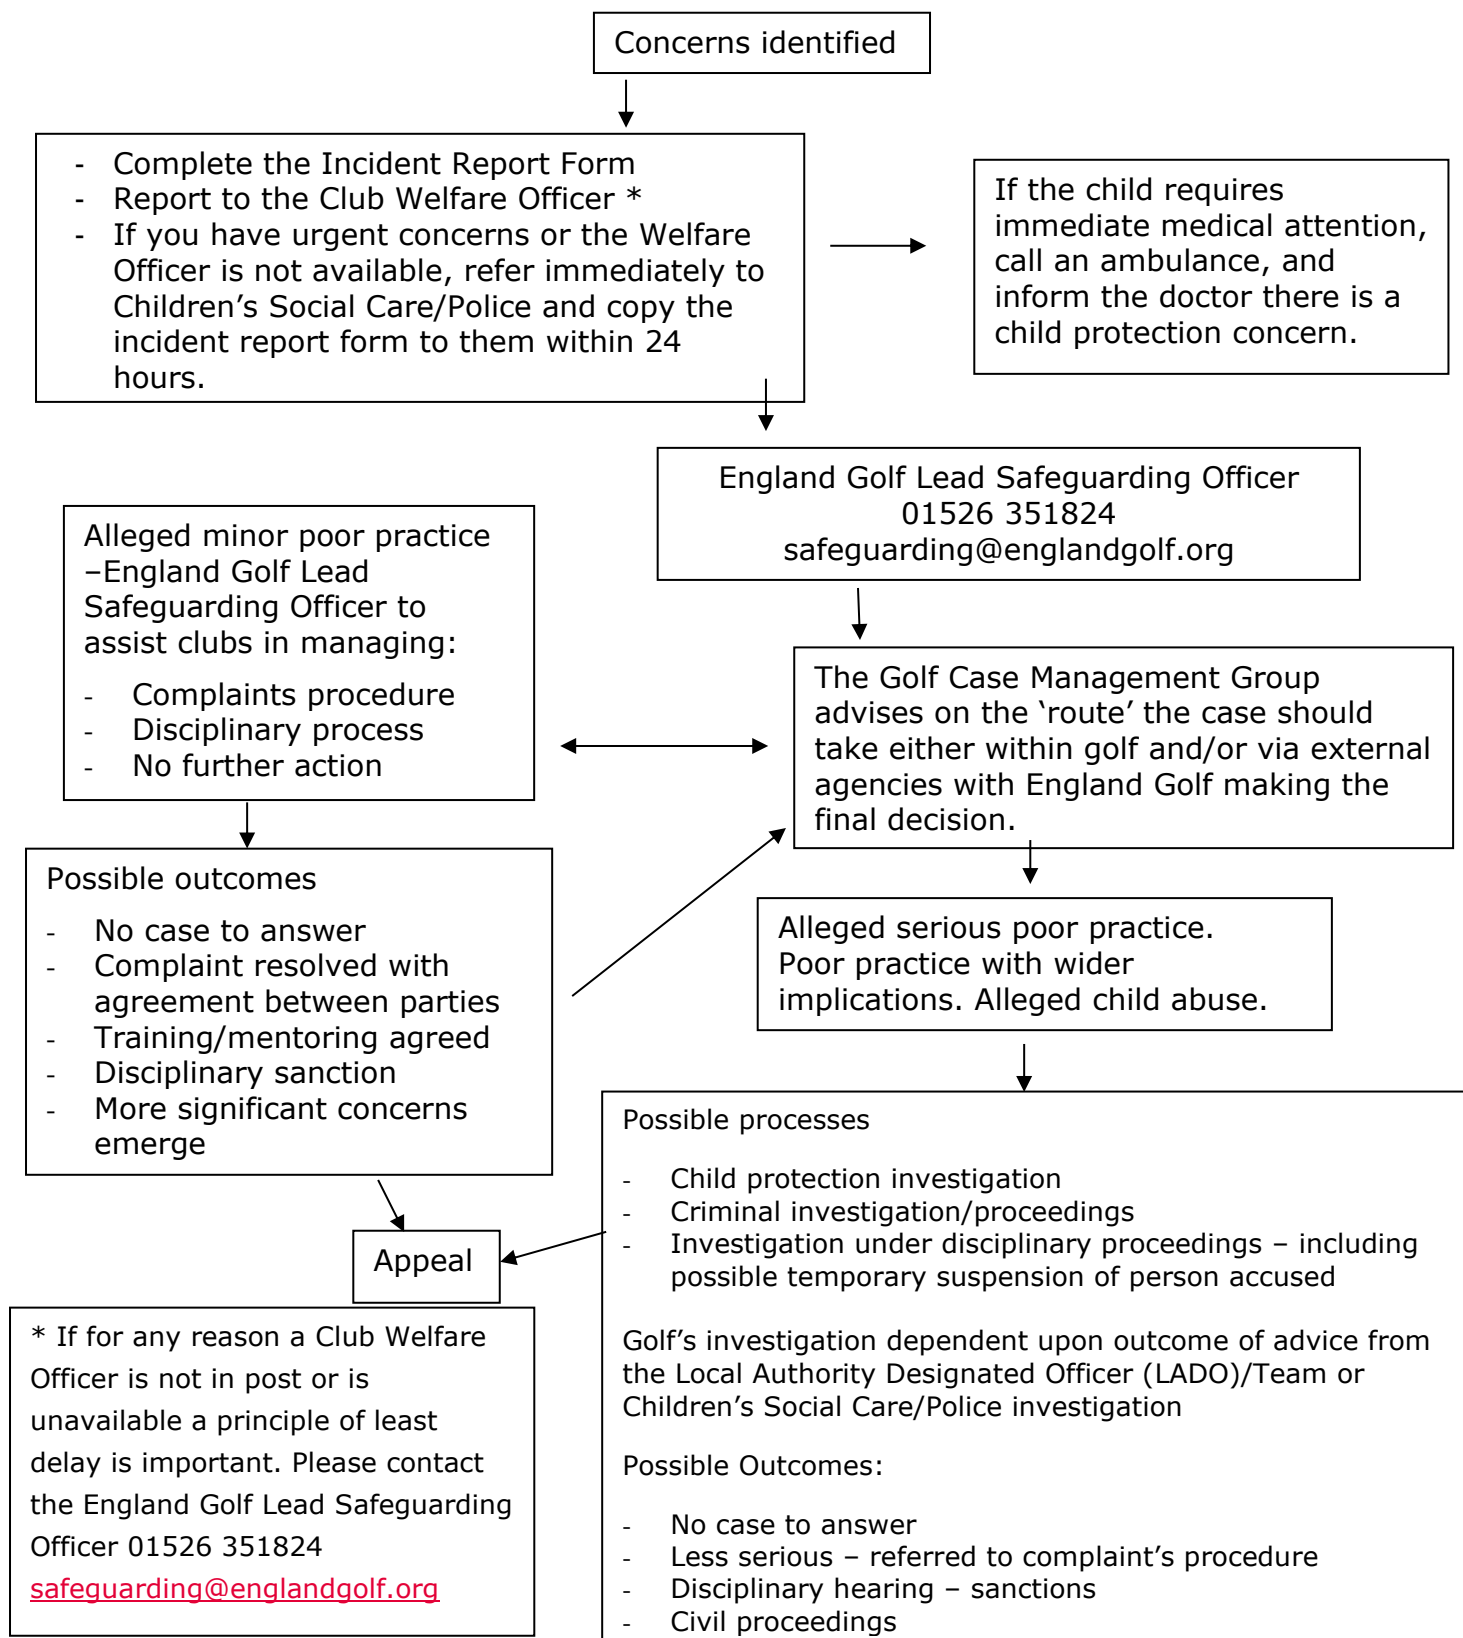 Concerns identified
- Complete the Incident Report Form
- Report to the Club Welfare Officer *
- If you have urgent concerns or the Welfare
Officer is not available, refer immediately to
Children’s Social Care/Police and copy the
incident report form to them within 24
hours.
If the child requires
immediate medical attention,
call an ambulance, and
inform the doctor there is a
child protection concern.
England Golf Lead Safeguarding Officer
01526 351824
safeguarding@englandgolf.org
Alleged minor poor practice
–England Golf Lead
Safeguarding Officer to
assist clubs in managing:
- Complaints procedure
- Disciplinary process
- No further action
The Golf Case Management Group
advises on the ‘route’ the case should
take either within golf and/or via external
agencies with England Golf making the
final decision.
Possible outcomes
- No case to answer
- Complaint resolved with
agreement between parties
- Training/mentoring agreed
- Disciplinary sanction
- More significant concerns
emerge
Alleged serious poor practice.
Poor practice with wider
implications. Alleged child abuse.
Possible processes
- Child protection investigation
- Criminal investigation/proceedings
- Investigation under disciplinary proceedings – including
possible temporary suspension of person accused
Golf’s investigation dependent upon outcome of advice from
the Local Authority Designated Officer (LADO)/Team or
Children’s Social Care/Police investigation
Possible Outcomes:
- No case to answer
- Less serious – referred to complaint’s procedure
- Disciplinary hearing – sanctions
- Civil proceedings
Appeal
* If for any reason a Club Welfare
Officer is not in post or is
unavailable a principle of least
delay is important. Please contact
the England Golf Lead Safeguarding
Officer 01526 351824
safeguarding@englandgolf.org